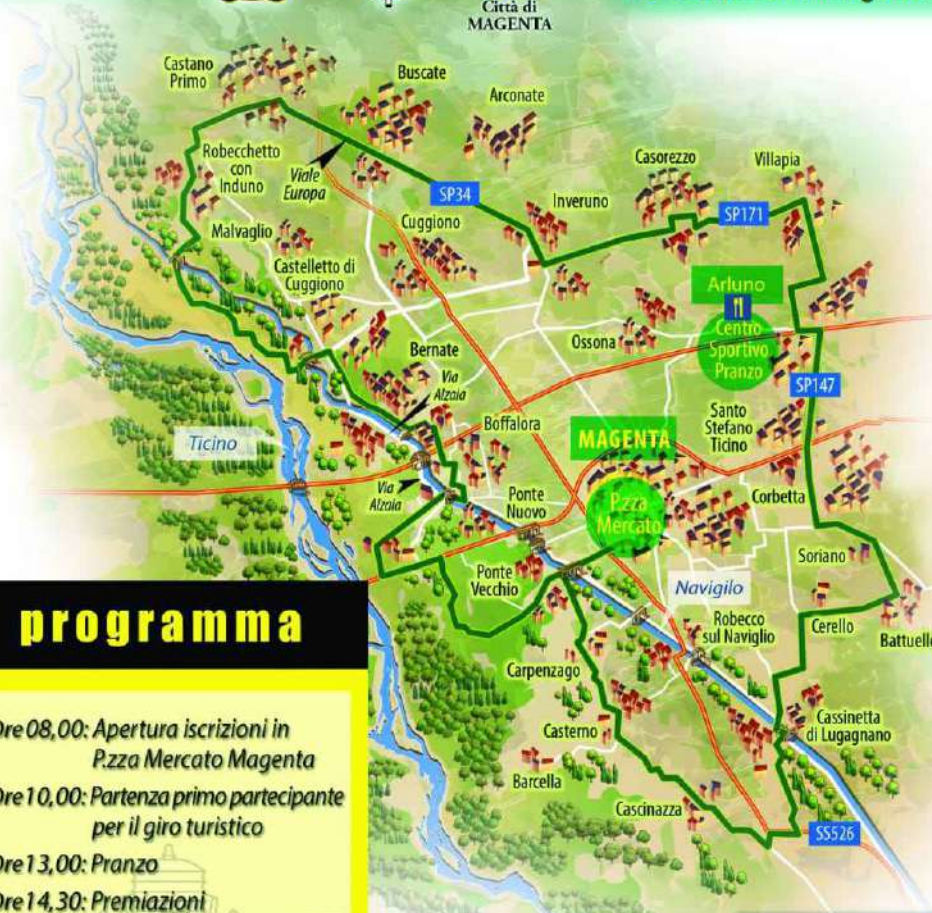 Città di
MAGENTA
Castano
Primo
Buscate
Arconate
Robecchetto
con
Induno
Viale
Europa
SP34
Casorezzo
Villapia
Inveruno
SP171
Malvaglio
Cuggiono
Castelletto di
Cuggiono
Arluno
Centro
Sportivo
Pranzo
Ossona
Bernate
Via
Alzaia
SP147
Boffalora
Santo
Stefano
Ticino
MAGENTA
Ticino
Via
Alzaia
Ponte
Nuovo
P.zza
Mercato
Corbetta
Soriano
Ponte
Vecchio
Navigilo
Robecco
sul Naviglio
Cerello
Battuello
Carpenzago
Cassinetta
di Lugagnano
Casterno
Barcella
Cascinazza
SS526
programma
Ore 08,00: Apertura iscrizioni in
P.zza Mercato Magenta
Ore 10,00: Partenza primo partecipante
per il giro turistico
Ore 13,00: Pranzo
Ore 14,30: Premiazioni